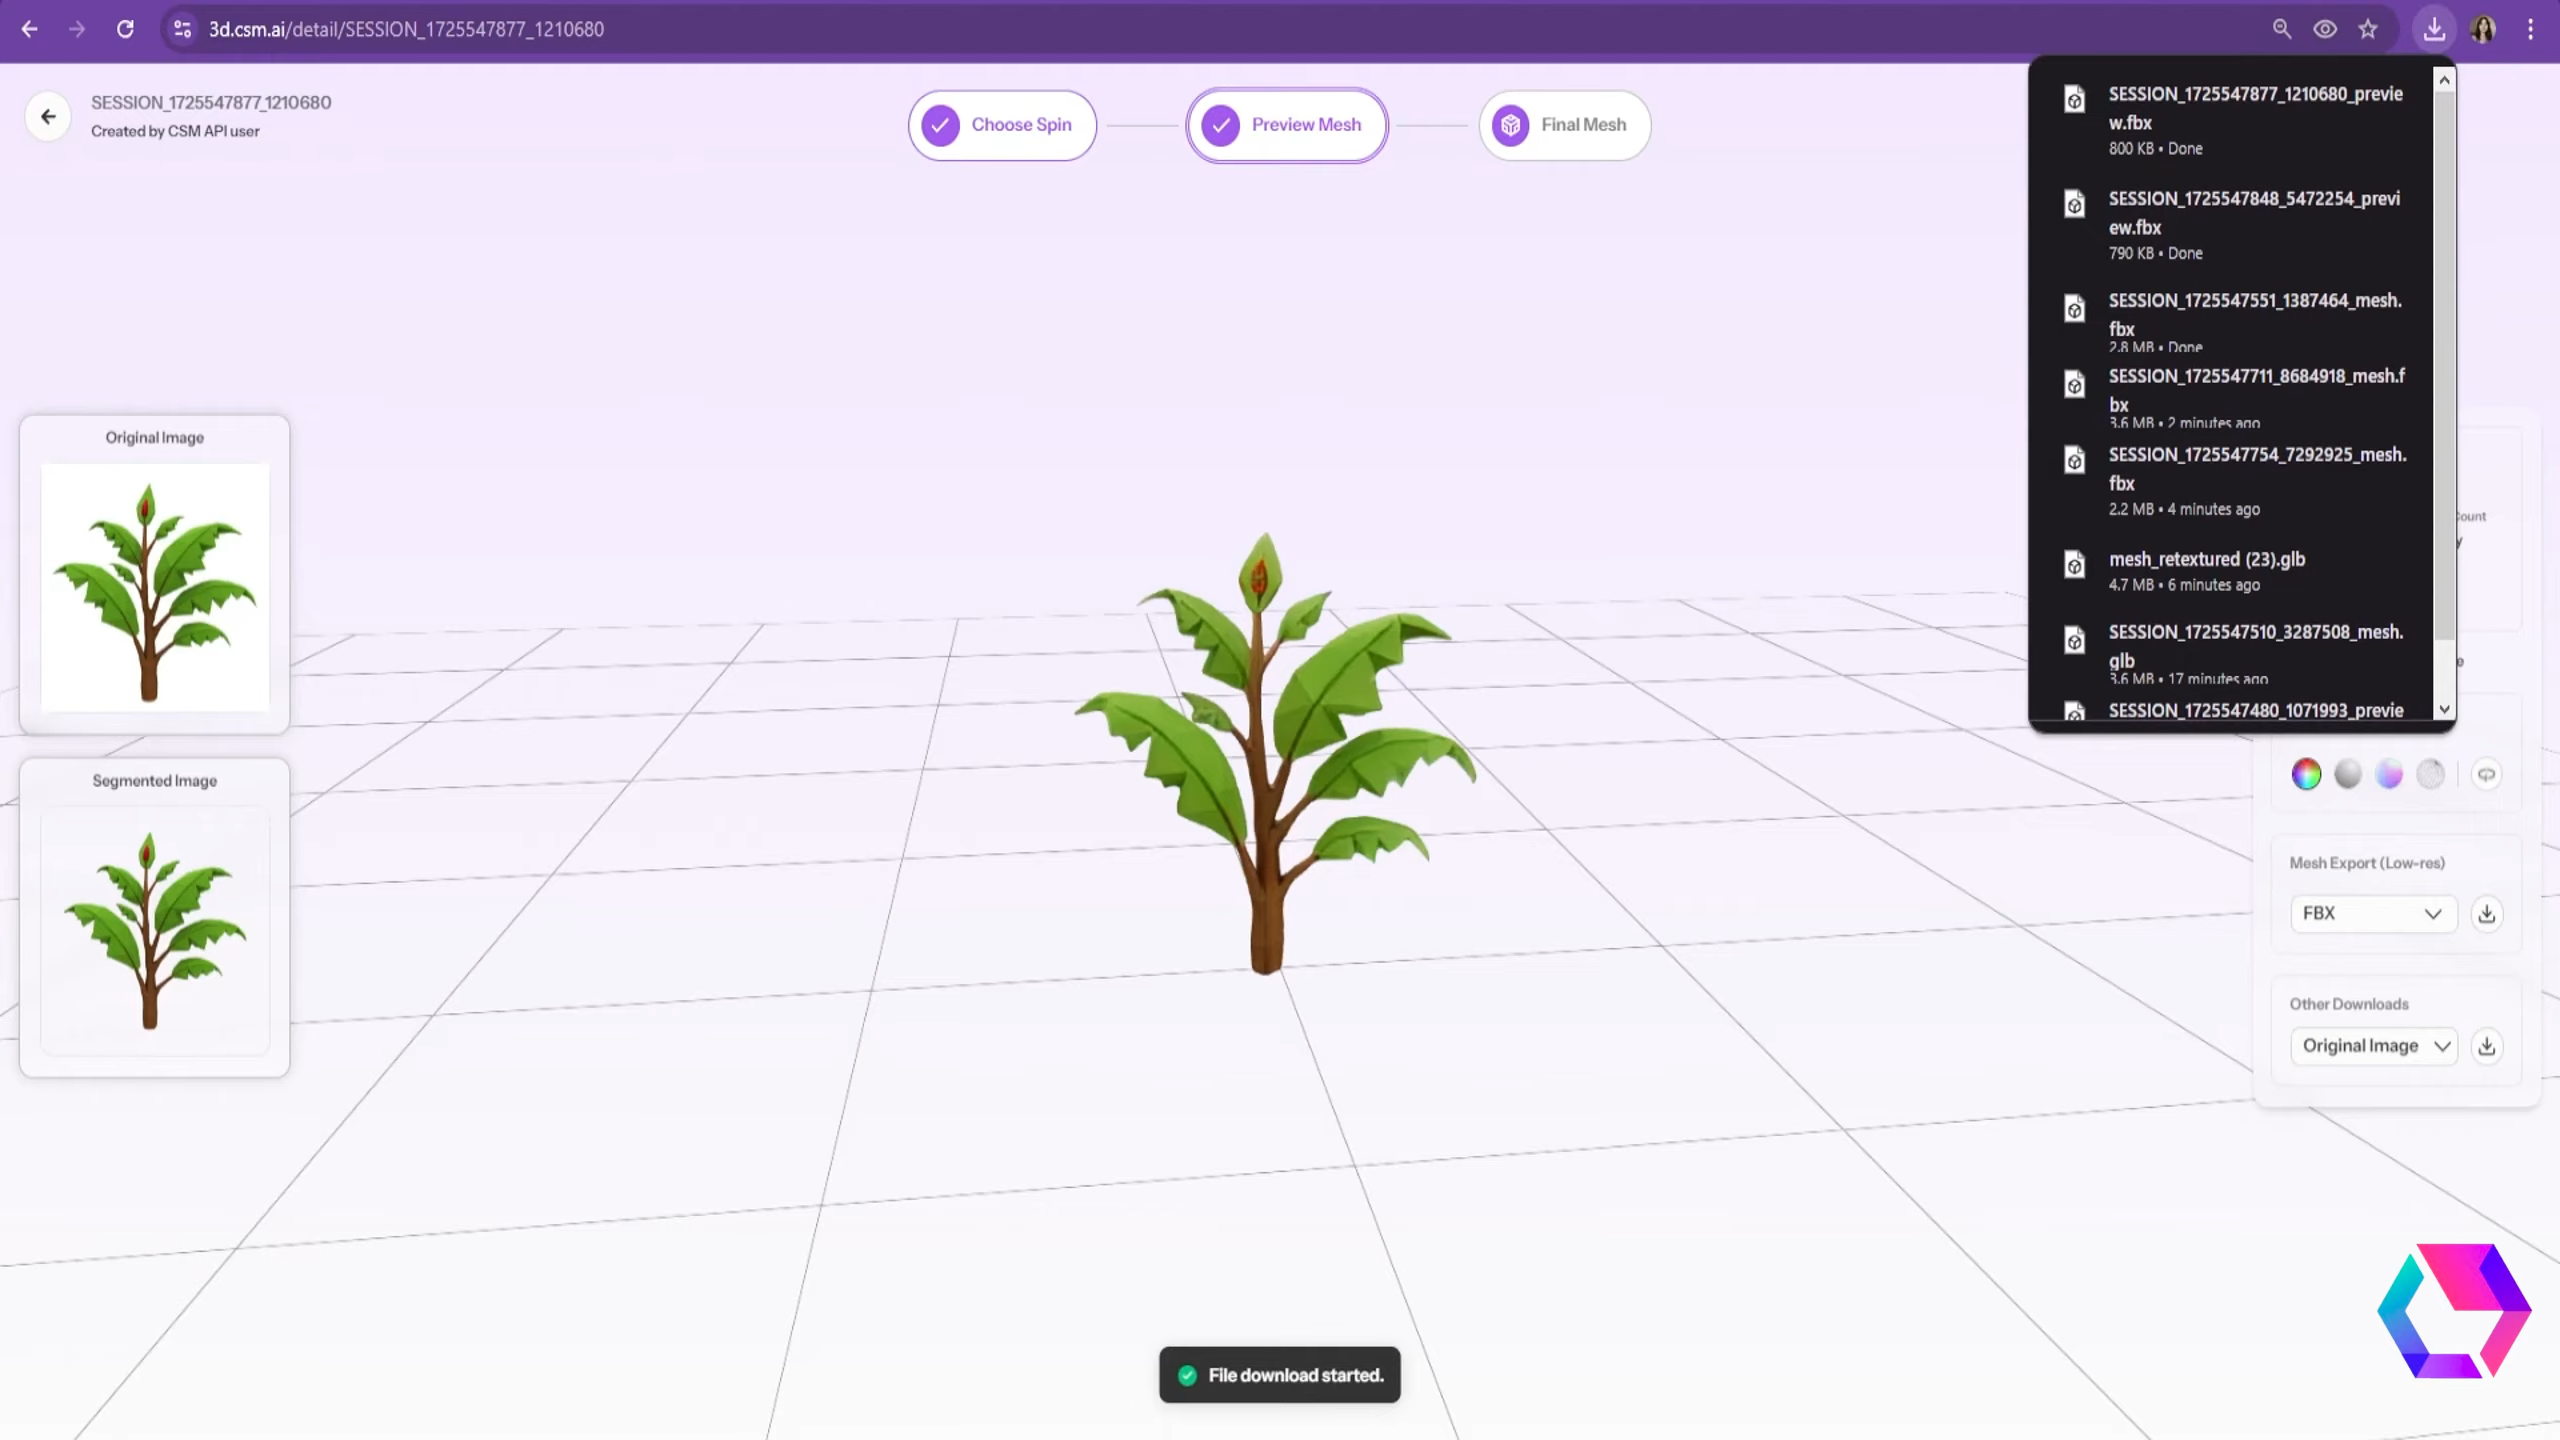 3d.csm.ai/detail/SESSION_1725547877_1210680
SESSION_1725547877_1210680
Created by CSM API user
Choose Spin
Preview Mesh
Final Mesh
SESSION_1725547877_1210680_previe
w.fbx
800 KB • Done
SESSION_1725547848_5472254_previ
ew.fbx
790 KB • Done
SESSION_1725547551_1387464_mesh.
fbx
2.8 MB • Done
SESSION_1725547711_8684918_mesh.f
bx
3.6 MB • 2 minutes ago
SESSION_1725547754_7292925_mesh.
fbx
2.2 MB • 4 minutes ago
mesh_retextured (23).glb
4.7 MB • 6 minutes ago
SESSION_1725547510_3287508_mesh.
glb
3.6 MB • 17 minutes ago
SESSION_1725547480_1071993_previe
Original Image
Segmented Image
Mesh Export (Low-res)
FBX
Other Downloads
Original Image
File download started.